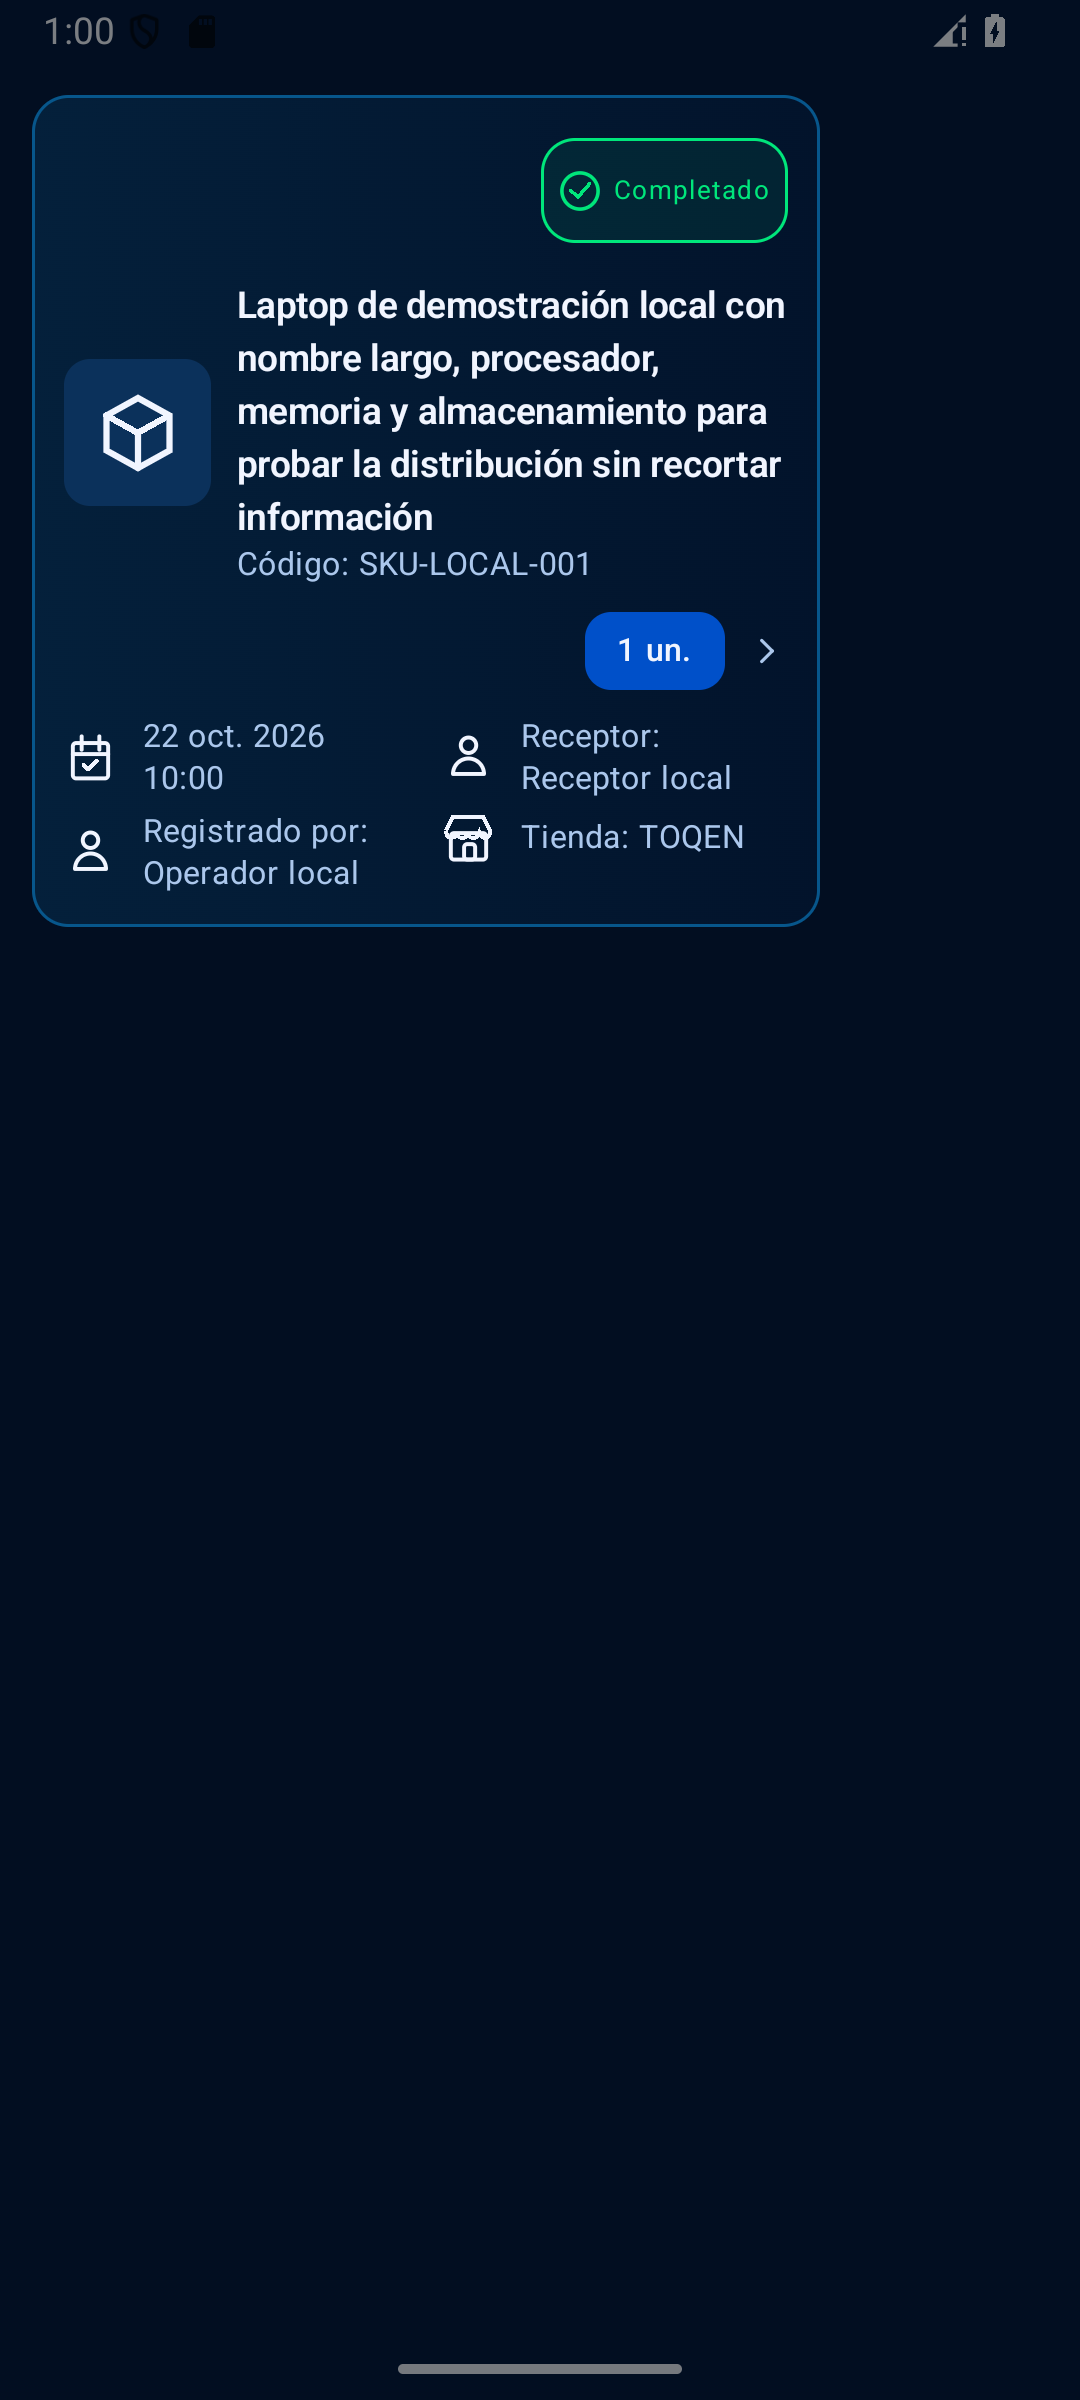 1:00
Completado
Laptop de demostración local con
nombre largo, procesador,
memoria y almacenamiento para
probar la distribución sin recortar
información
Código: SKU-LOCAL-001
1 un.
22 oct. 2026
10:00
Receptor:
Receptor local
Registrado por:
Operador local
Tienda: TOQEN